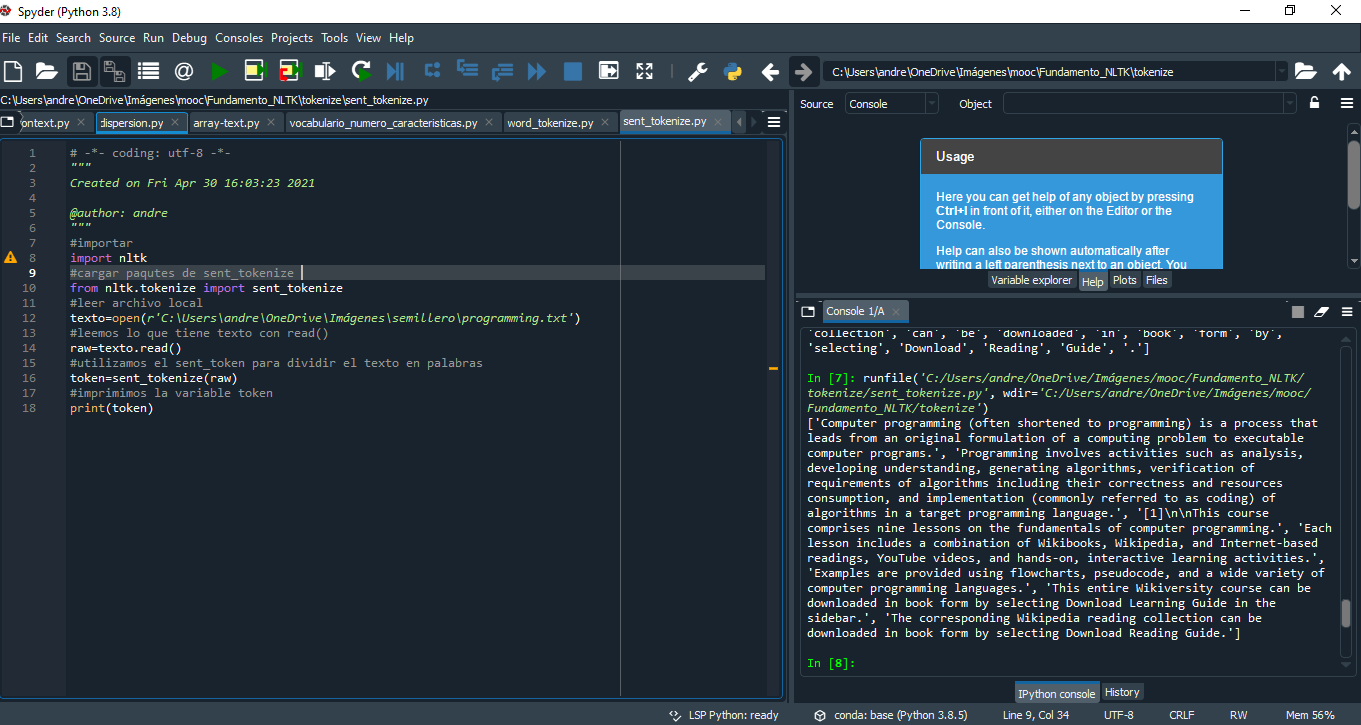 Spyder (Python 3.8)
File Edit Search Source Run Debug Consoles Projects Tools View Help
C:\Users\andre\OneDrive\Imágenes\mooc\Fundamento_NLTK\tokenize
C:\Users\andre\OneDrive\Imágenes\mooc\Fundamento_NLTK\tokenize\sent_tokenize.py
ontext.py dispersion.py array-text.py vocabulario_numero_caracteristicas.py word_tokenize.py sent_tokenize.py
1 # -*- coding: utf-8 -*-
2 """
3 Created on Fri Apr 30 16:03:23 2021
4
5 @author: andre
6 """
7 #importar
8 import nltk
9 #cargar paqutes de sent_tokenize
10 from nltk.tokenize import sent_tokenize
11 #leer archivo local
12 texto=open(r'C:\Users\andre\OneDrive\Imágenes\semillero\programming.txt')
13 #leemos lo que tiene texto con read()
14 raw=texto.read()
15 #utilizamos el sent_token para dividir el texto en palabras
16 token=sent_tokenize(raw)
17 #imprimimos la variable token
18 print(token)
Source Console Object
Usage
Here you can get help of any object by pressing
Ctrl+I in front of it, either on the Editor or the
Console.
Help can also be shown automatically after
writing a left parenthesis next to an object. You
Variable explorer Help Plots Files
Console 1/A
'collection', 'can', 'be', 'downloaded', 'in', 'book', 'form', 'by',
'selecting', 'Download', 'Reading', 'Guide', '.']
In [7]: runfile('C:/Users/andre/OneDrive/Imágenes/mooc/Fundamento_NLTK/
tokenize/sent_tokenize.py', wdir='C:/Users/andre/OneDrive/Imágenes/mooc/
Fundamento_NLTK/tokenize')
['Computer programming (often shortened to programming) is a process that
leads from an original formulation of a computing problem to executable
computer programs.', 'Programming involves activities such as analysis,
developing understanding, generating algorithms, verification of
requirements of algorithms including their correctness and resources
consumption, and implementation (commonly referred to as coding) of
algorithms in a target programming language.', '[1]\n\nThis course
comprises nine lessons on the fundamentals of computer programming.', 'Each
lesson includes a combination of Wikibooks, Wikipedia, and Internet-based
readings, YouTube videos, and hands-on, interactive learning activities.',
'Examples are provided using flowcharts, pseudocode, and a wide variety of
computer programming languages.', 'This entire Wikiversity course can be
downloaded in book form by selecting Download Learning Guide in the
sidebar.', 'The corresponding Wikipedia reading collection can be
downloaded in book form by selecting Download Reading Guide.']
In [8]:
IPython console History
LSP Python: ready conda: base (Python 3.8.5) Line 9, Col 34 UTF-8 CRLF RW Mem 56%